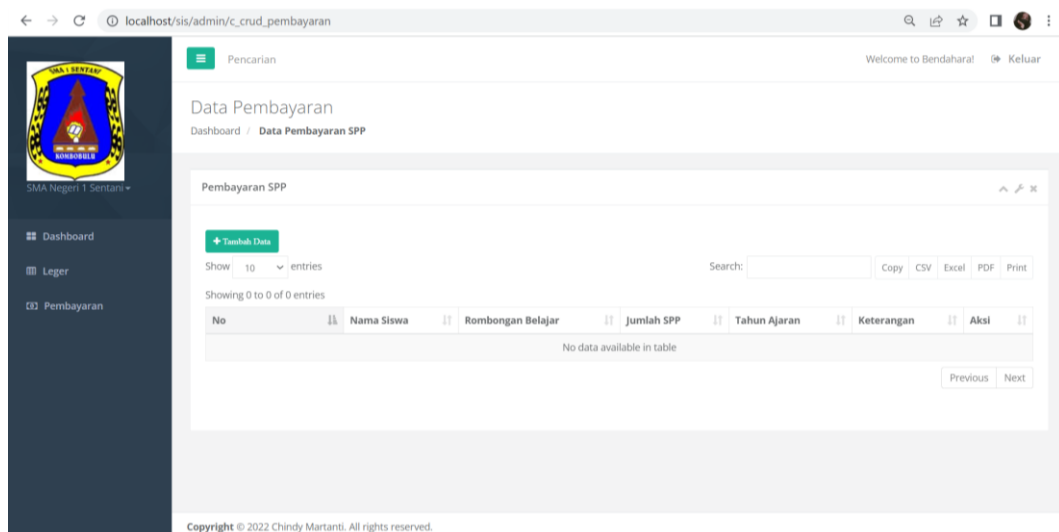 localhost/sis/admin/c_crud_pembayaran
SMA 1 SENTANI
KOMBOBULU
SMA Negeri 1 Sentani
Dashboard
Leger
Pembayaran
Pencarian
Welcome to Bendahara! Keluar
Data Pembayaran
Dashboard / Data Pembayaran SPP
Pembayaran SPP
Tambah Data
Show 10 entries
Search:
Copy CSV Excel PDF Print
Showing 0 to 0 of 0 entries
No Nama Siswa Rombongan Belajar Jumlah SPP Tahun Ajaran Keterangan Aksi
No data available in table
Previous Next
Copyright © 2022 Chindy Martanti. All rights reserved.